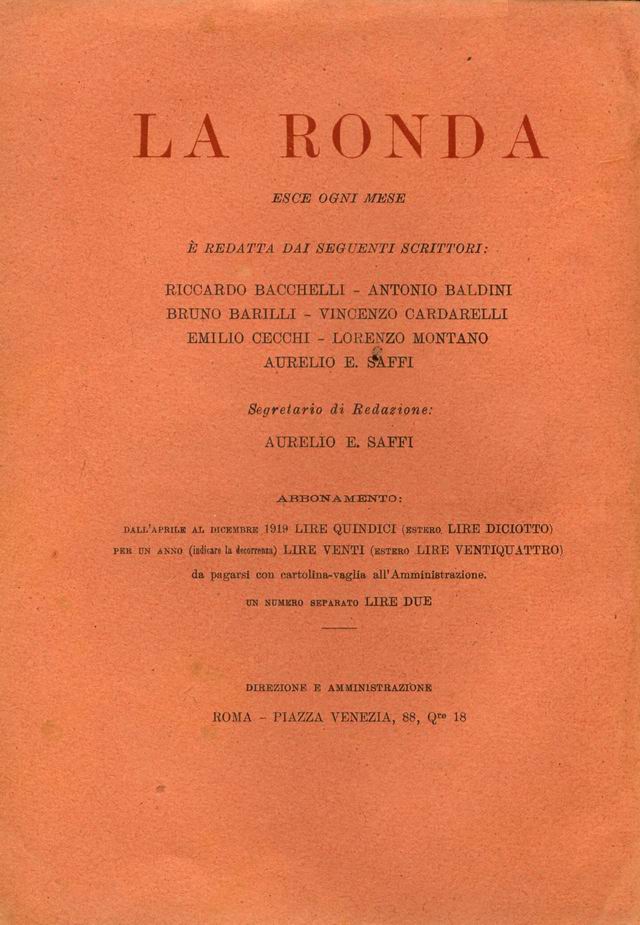 LA RONDA
ESCE OGNI MESE
È REDATTA DAI SEGUENTI SCRITTORI:
RICCARDO BACCHELLI - ANTONIO BALDINI
BRUNO BARILLI - VINCENZO CARDARELLI
EMILIO CECCHI - LORENZO MONTANO
AURELIO E. SAFFI
Segretario di Redazione:
AURELIO E. SAFFI
ABBONAMENTO:
DALL'APRILE AL DICEMBRE 1919 LIRE QUINDICI (ESTERO LIRE DICIOTTO)
PER UN ANNO (indicare la decorrenza) LIRE VENTI (ESTERO LIRE VENTIQUATTRO)
da pagarsi con cartolina-vaglia all'Amministrazione.
UN NUMERO SEPARATO LIRE DUE
DIREZIONE E AMMINISTRAZIONE
ROMA - PIAZZA VENEZIA, 88, Qre 18